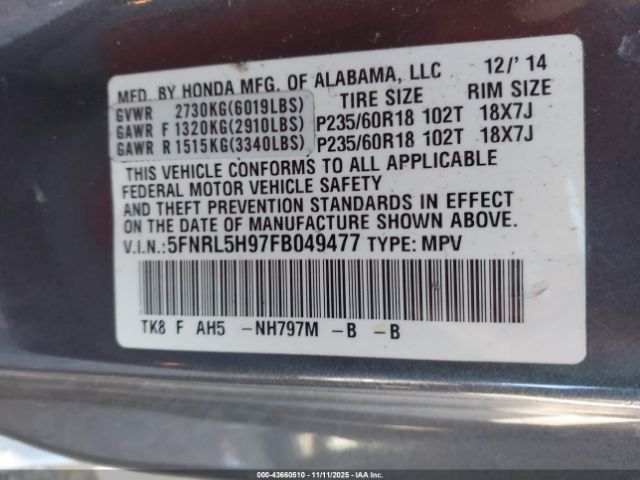 MFD. BY HONDA MFG. OF ALABAMA, LLC 12/' 14
GVWR 2730KG(6019LBS) TIRE SIZE RIM SIZE
GAWR F 1320KG(2910LBS) P235/60R18 102T 18X7J
GAWR R 1515KG(3340LBS) P235/60R18 102T 18X7J
THIS VEHICLE CONFORMS TO ALL APPLICABLE
FEDERAL MOTOR VEHICLE SAFETY
AND THEFT PREVENTION STANDARDS IN EFFECT
ON THE DATE OF MANUFACTURE SHOWN ABOVE.
V.I.N.:5FNRL5H97FB049477 TYPE: MPV
TK8 F AH5 -NH797M -B -B
000-43660510 - 11/11/2025 - IAAI.com